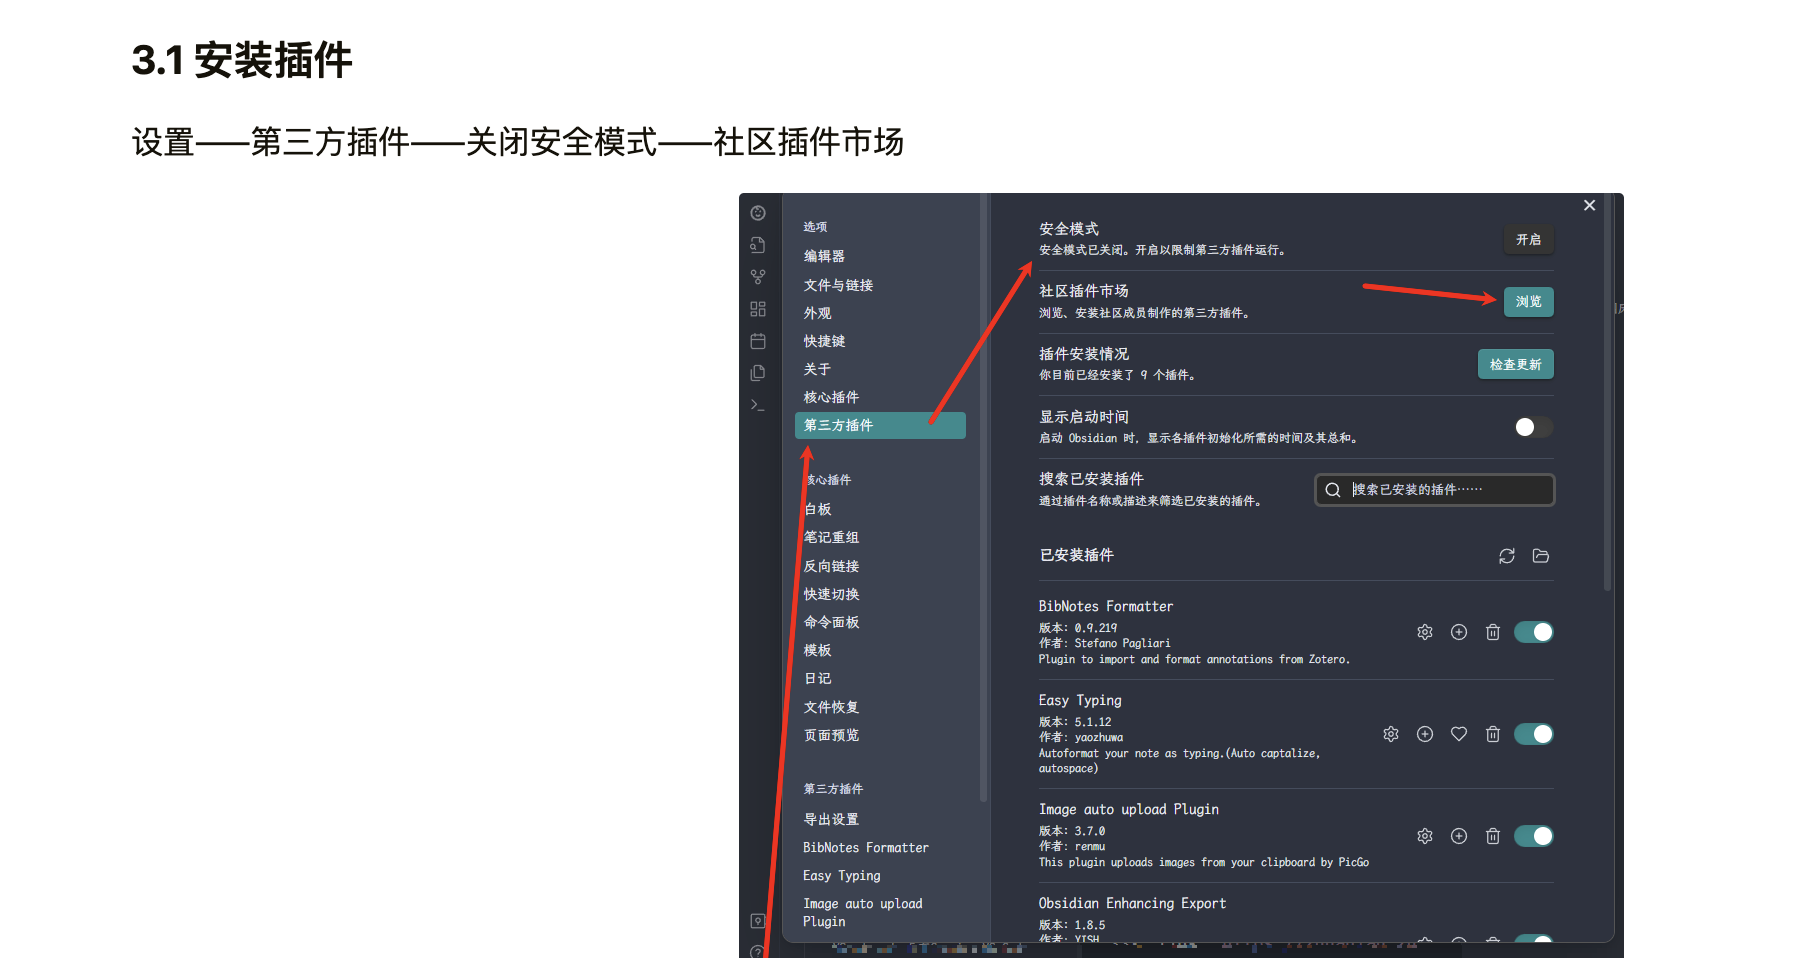 3.1 安装插件
设置——第三方插件——关闭安全模式——社区插件市场
选项
编辑器
文件与链接
外观
快捷键
关于
核心插件
第三方插件
核心插件
白板
笔记重组
反向链接
快速切换
命令面板
模板
日记
文件恢复
页面预览
第三方插件
导出设置
BibNotes Formatter
Easy Typing
Image auto upload
Plugin
安全模式
安全模式已关闭。开启以限制第三方插件运行。
开启
社区插件市场
浏览、安装社区成员制作的第三方插件。
浏览
插件安装情况
你目前已经安装了 9 个插件。
检查更新
显示启动时间
启动 Obsidian 时，显示各插件初始化所需的时间及其总和。
搜索已安装插件
通过插件名称或描述来筛选已安装的插件。
搜索已安装的插件……
已安装插件
BibNotes Formatter
版本：0.9.219
作者：Stefano Pagliari
Plugin to import and format annotations from Zotero.
Easy Typing
版本：5.1.12
作者：yaozhuwa
Autoformat your note as typing.(Auto captalize,
autospace)
Image auto upload Plugin
版本：3.7.0
作者：renmu
This plugin uploads images from your clipboard by PicGo
Obsidian Enhancing Export
版本：1.8.5
作者：YISH